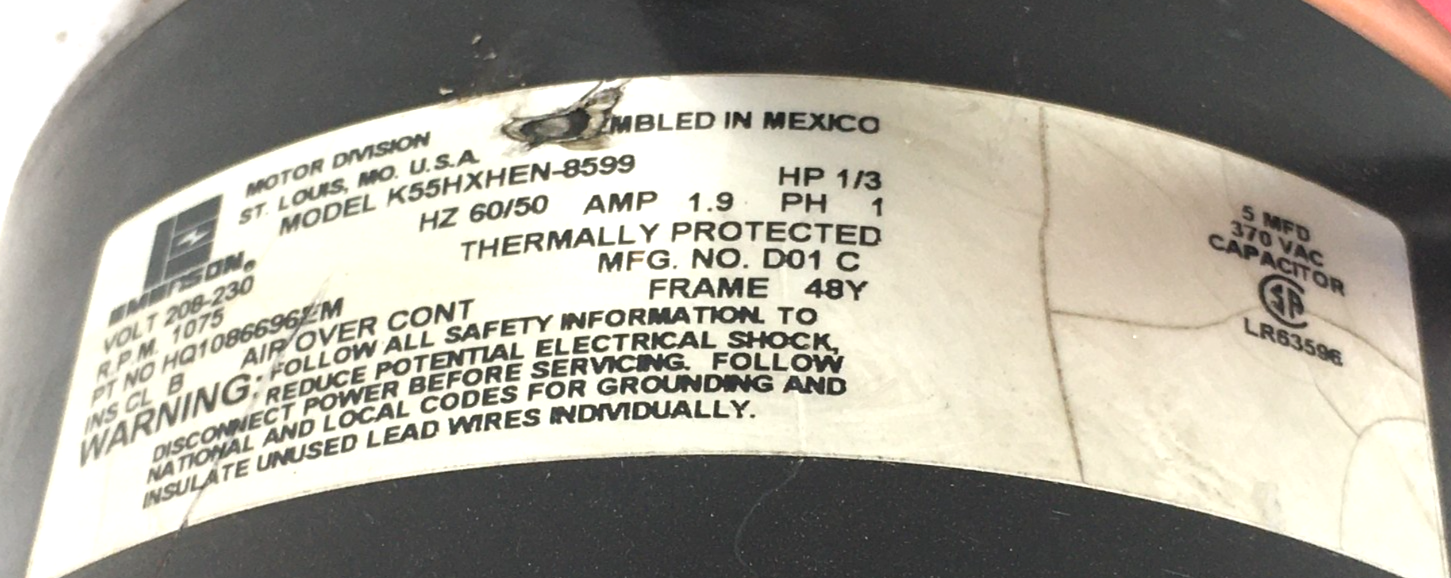 MOTOR DIVISION
ST. LOUIS, MO. U.S.A.
MBLED IN MEXICO
MODEL K55HXHEN-8599
HP 1/3
HZ 60/50 AMP 1.9 PH 1
THERMALLY PROTECTED
MFG. NO. D01 C
FRAME 48Y
EMERSON®
VOLT 208-230
R.P.M. 1075
PT NO HQ1086696EM
INS CL B AIR OVER CONT
WARNING: FOLLOW ALL SAFETY INFORMATION. TO
REDUCE POTENTIAL ELECTRICAL SHOCK,
DISCONNECT POWER BEFORE SERVICING. FOLLOW
NATIONAL AND LOCAL CODES FOR GROUNDING AND
INSULATE UNUSED LEAD WIRES INDIVIDUALLY.
5 MFD
370 VAC
CAPACITOR
SA
LR63596